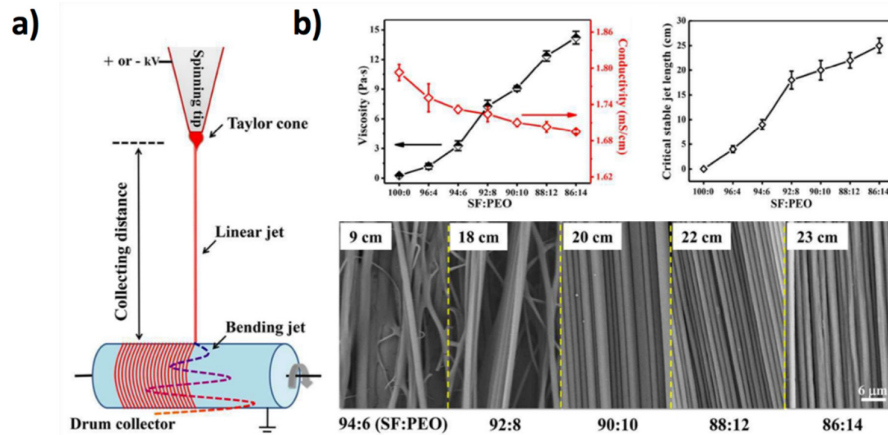 a)
+ or - kV
Spinning tip
Taylor cone
Collecting distance
Linear jet
Bending jet
Drum collector
b)
Viscosity (Pa·s)
15
12
9
6
3
0
Conductivity (mS/cm)
1.86
1.80
1.74
1.68
1.62
100:0 96:4 94:6 92:8 90:10 88:12 86:14
SF:PEO
Critical stable jet length (cm)
30
25
20
15
10
5
0
100:0 96:4 94:6 92:8 90:10 88:12 86:14
SF:PEO
9 cm 18 cm 20 cm 22 cm 23 cm
6 μm
94:6 (SF:PEO) 92:8 90:10 88:12 86:14